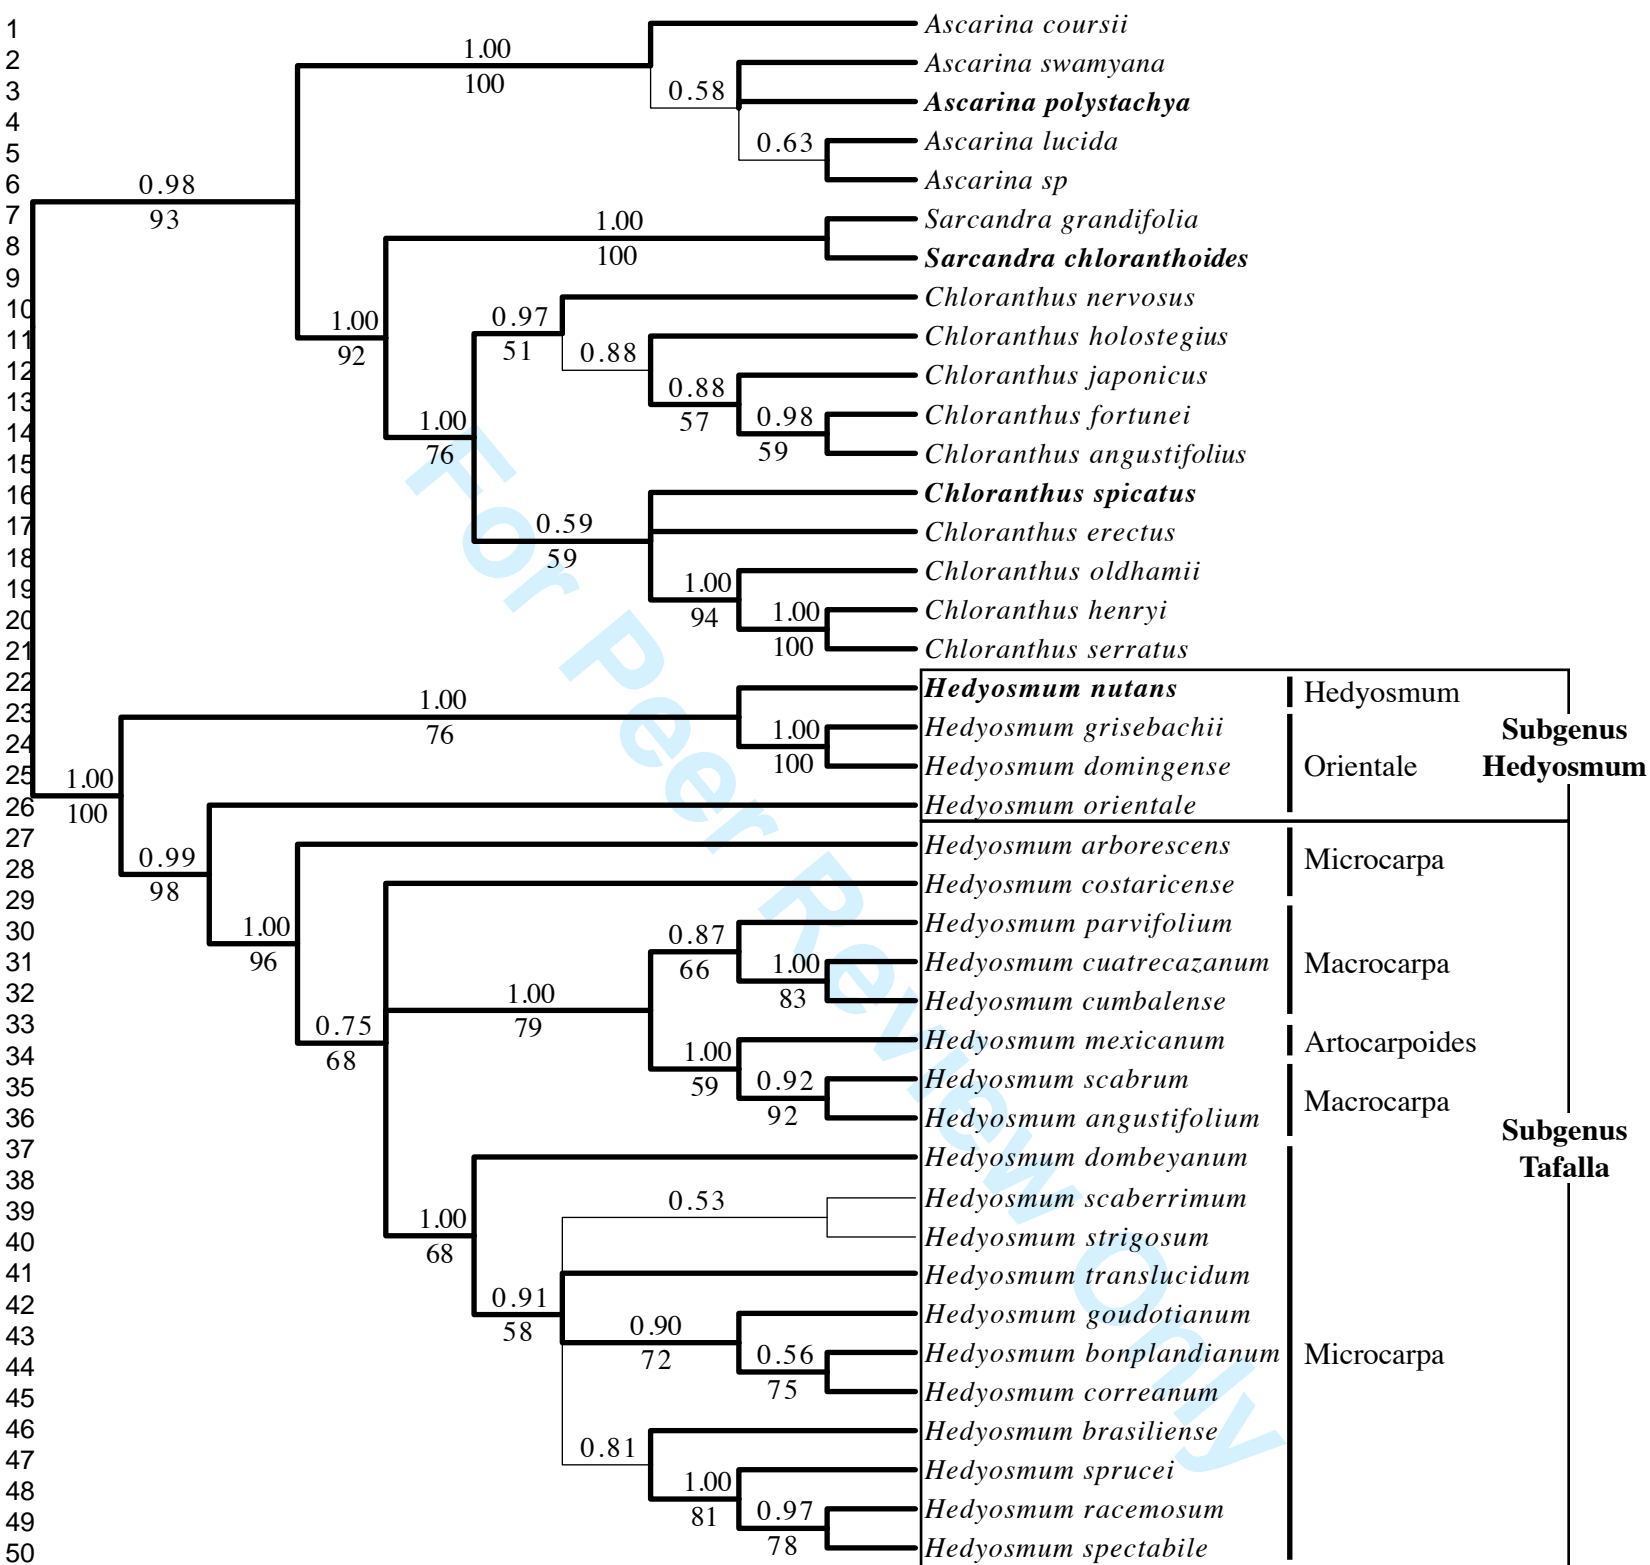 1
2
3
4
5
6
7
8
9
10
11
12
13
14
15
16
17
18
19
20
21
22
23
24
25
26
27
28
29
30
31
32
33
34
35
36
37
38
39
40
41
42
43
44
45
46
47
48
49
50
Ascarina coursii
1.00
100
Ascarina swamyana
0.58
Ascarina polystachya
Ascarina lucida
0.63
Ascarina sp
0.98
93
Sarcandra grandifolia
1.00
100
Sarcandra chloranthoides
Chloranthus nervosus
1.00
92
0.97
51
Chloranthus holostegius
0.88
Chloranthus japonicus
0.88
57
Chloranthus fortunei
0.98
59
Chloranthus angustifolius
1.00
76
Chloranthus spicatus
0.59
59
Chloranthus erectus
Chloranthus oldhamii
1.00
94
Chloranthus henryi
1.00
100
Chloranthus serratus
Hedyosmum nutans
Hedyosmum
1.00
76
Hedyosmum grisebachii
1.00
100
Subgenus
Hedyosmum
Hedyosmum domingense
Orientale
1.00
100
Hedyosmum orientale
Hedyosmum arborescens
Microcarpa
0.99
98
Hedyosmum costaricense
1.00
96
Hedyosmum parvifolium
0.87
66
Hedyosmum cuatrecazanum
Macrocarpa
1.00
83
Hedyosmum cumbalense
1.00
79
0.75
68
Hedyosmum mexicanum
Artocarpoides
1.00
59
Hedyosmum scabrum
0.92
92
Macrocarpa
Hedyosmum angustifolium
Subgenus
Tafalla
Hedyosmum dombeyanum
Hedyosmum scaberrimum
0.53
1.00
68
Hedyosmum strigosum
Hedyosmum translucidum
0.91
58
Hedyosmum goudotianum
0.90
72
Hedyosmum bonplandianum
Microcarpa
0.56
75
Hedyosmum correanum
Hedyosmum brasiliense
0.81
Hedyosmum sprucei
1.00
81
Hedyosmum racemosum
0.97
78
Hedyosmum spectabile
For Peer Review Only